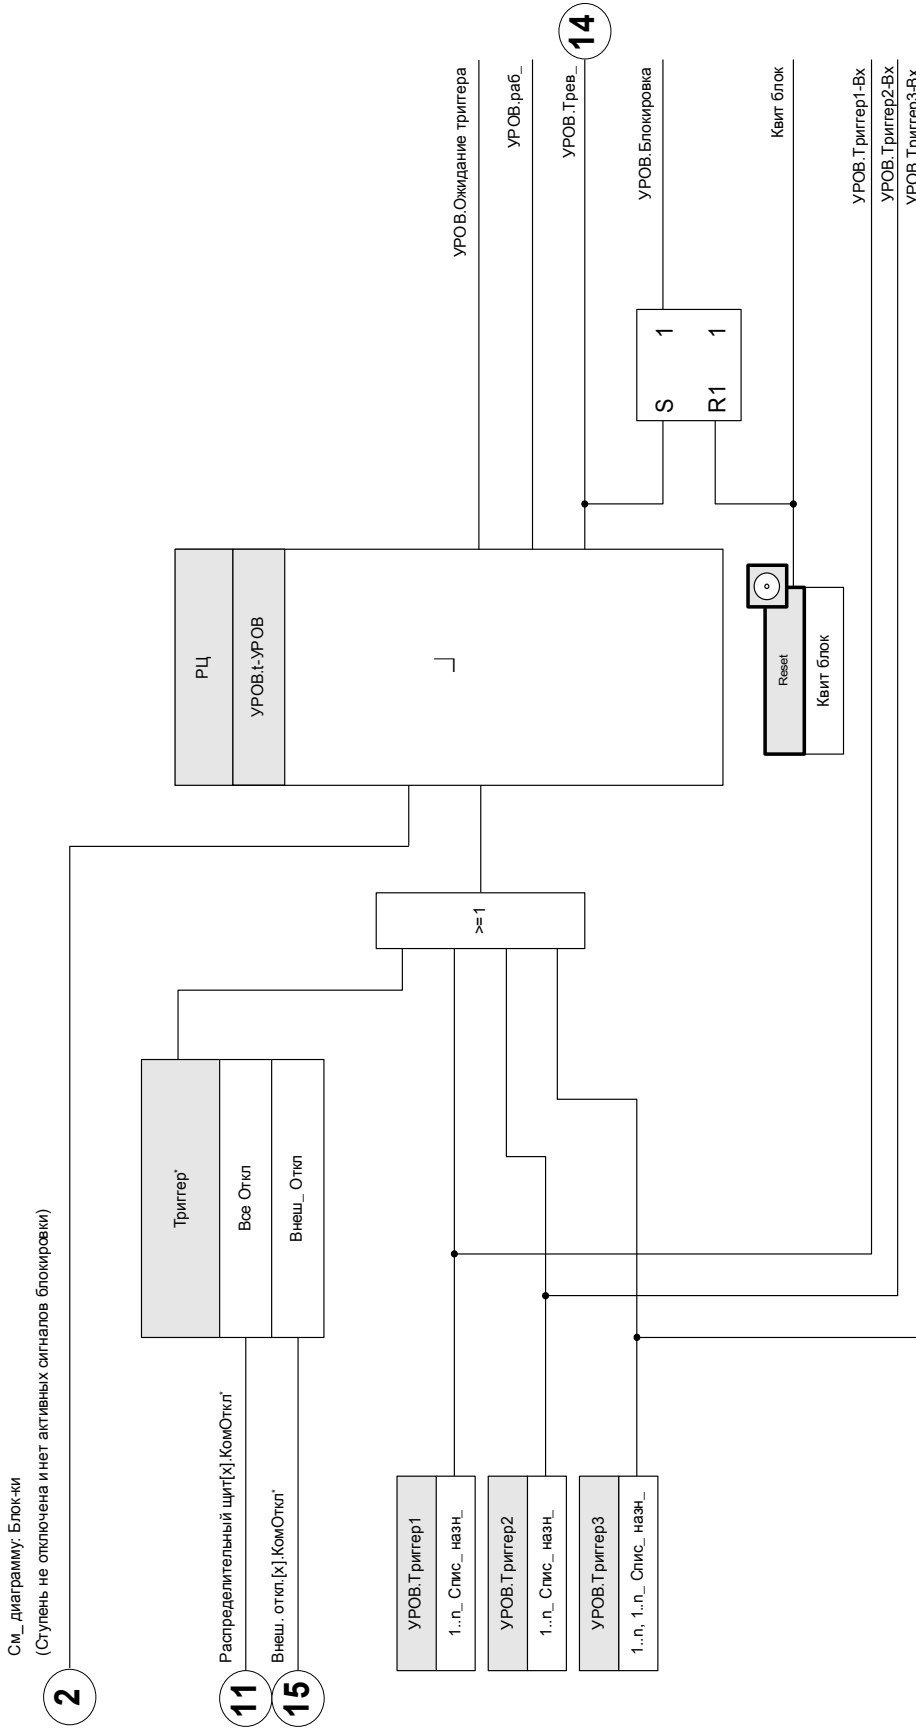 См_ диаграмму: Блок-ки
(Ступень не отключена и нет активных сигналов блокировки)
2
Распределительный щит[x].КомОткл*
11
Внеш. откл.[x].КомОткл*
15
Триггер*
Все Откл
Внеш_ Откл
УРОВ.Триггер1
1..n_ Спис_ назн_
УРОВ.Триггер2
1..n_ Спис_ назн_
УРОВ.Триггер3
1..n, 1..n_ Спис_ назн_
>=1
РЦ
УРОВ.t-УРОВ
Reset
Квит блок
S 1
R1 1
УРОВ.Ожидание триггера
УРОВ.раб_
УРОВ.Трев_
14
УРОВ.Блокировка
Квит блок
УРОВ.Триггер1-Вх
УРОВ.Триггер2-Вх
УРОВ.Триггер3-Вх